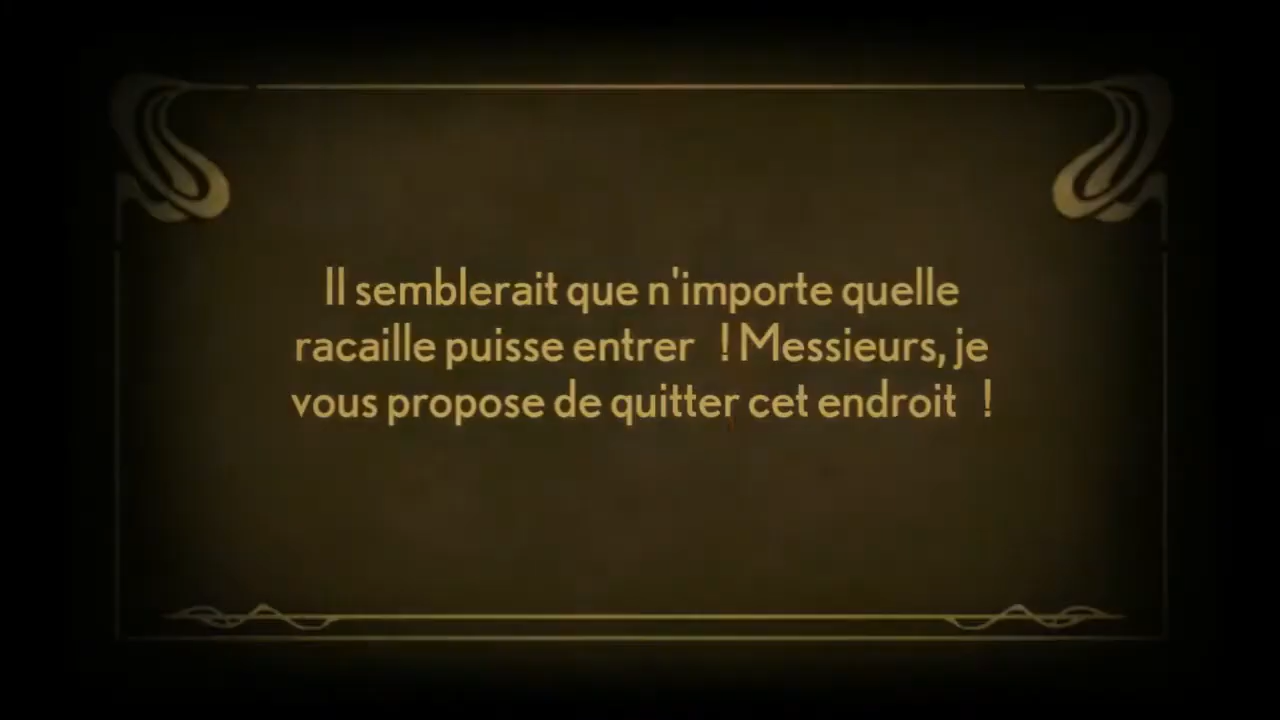 Il semblerait que n'importe quelle
racaille puisse entrer ! Messieurs, je
vous propose de quitter cet endroit !